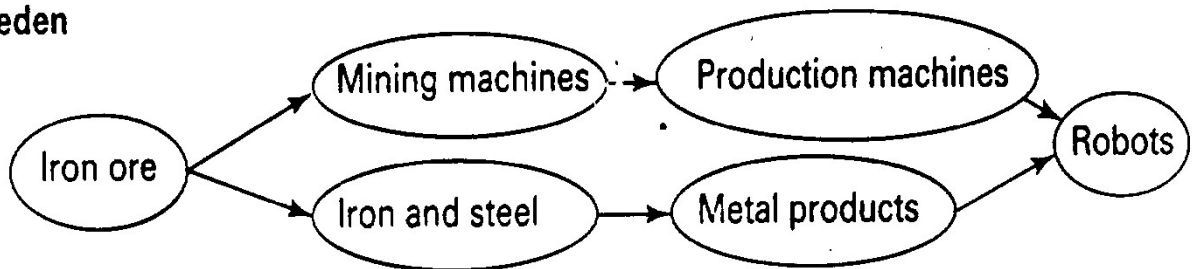 eden
Mining machines
Production machines
Iron ore
Robots
Iron and steel
Metal products